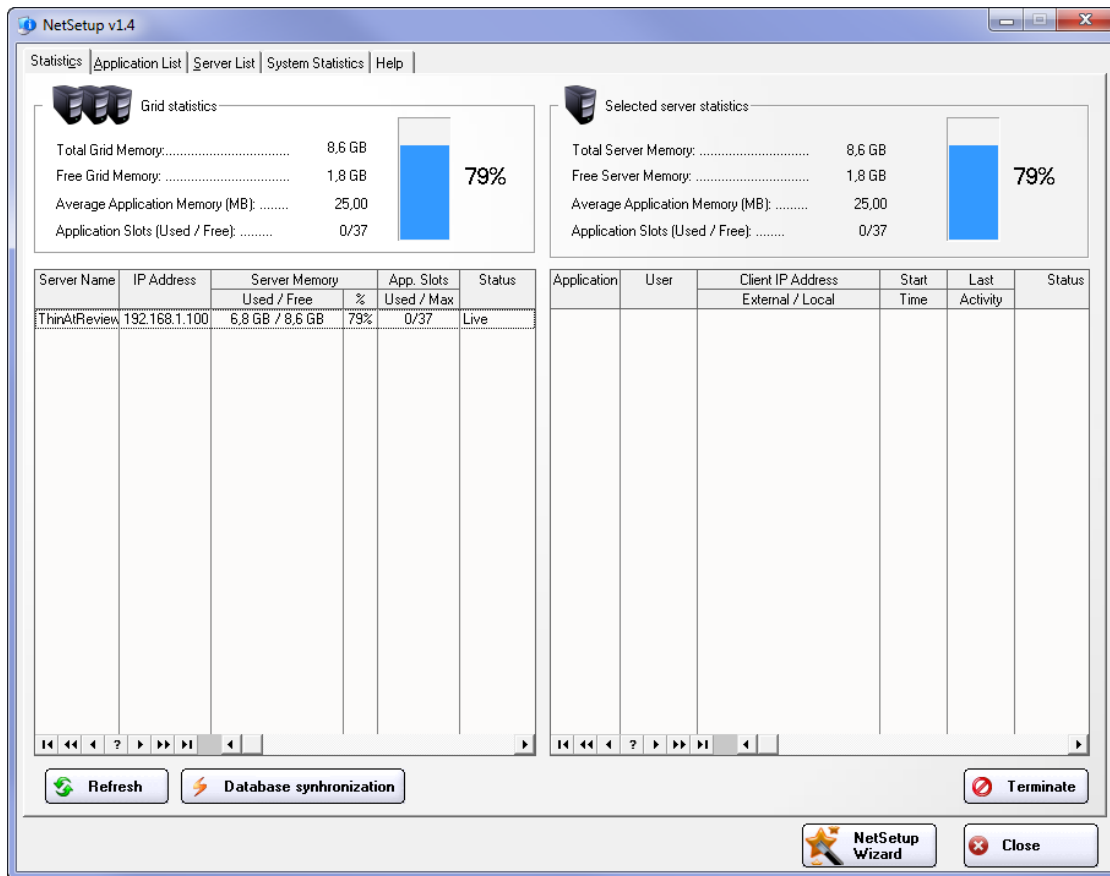 NetSetup v1.4
Statistics Application List Server List System Statistics Help
Grid statistics
Total Grid Memory:................................ 8,6 GB
Free Grid Memory: ................................ 1,8 GB
Average Application Memory (MB): ........ 25,00
Application Slots (Used / Free): ......... 0/37
79%
Selected server statistics
Total Server Memory: ............................ 8,6 GB
Free Server Memory: ............................. 1,8 GB
Average Application Memory (MB): ......... 25,00
Application Slots (Used / Free): ........ 0/37
79%
Server Name IP Address Server Memory App. Slots Status
Used / Free % Used / Max
ThinAtReview 192.168.1.100 6,8 GB / 8,6 GB 79% 0/37 Live
Application User Client IP Address Start Last Status
External / Local Time Activity
Refresh Database synhronization Terminate
NetSetup Wizard
Close